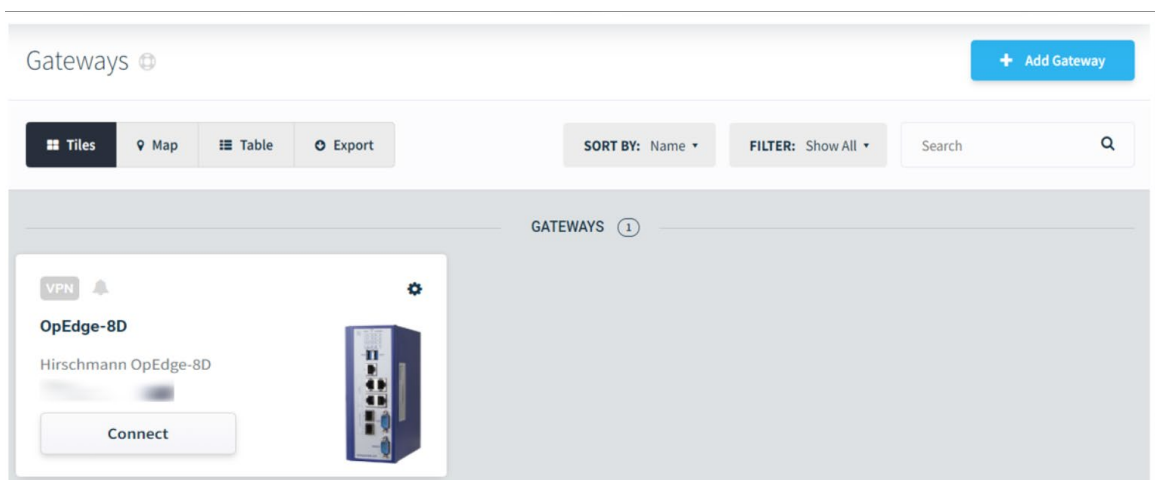 Gateways
+ Add Gateway
Tiles Map Table Export SORT BY: Name FILTER: Show All Search
GATEWAYS 1
VPN
OpEdge-8D
Hirschmann OpEdge-8D
Connect